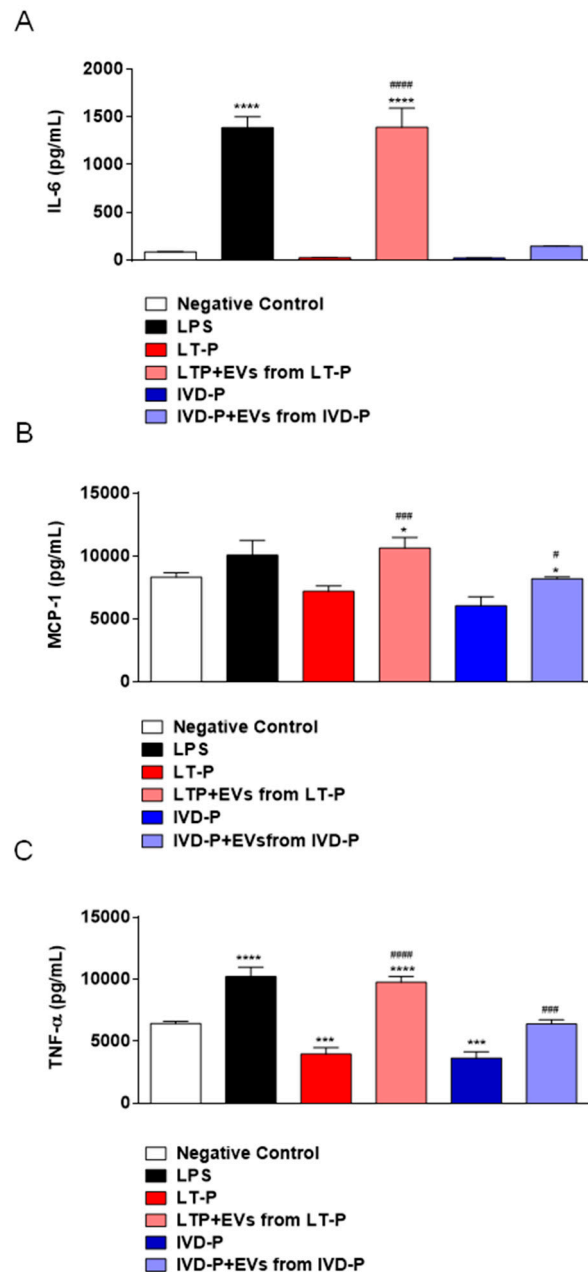 A
2000
1500
1000
500
0
IL-6 (pg/mL)
****
####
****
Negative Control
LPS
LT-P
LTP+EVs from LT-P
IVD-P
IVD-P+EVs from IVD-P
B
15000
10000
5000
0
MCP-1 (pg/mL)
###
*
#
*
Negative Control
LPS
LT-P
LTP+EVs from LT-P
IVD-P
IVD-P+EVsfrom IVD-P
C
15000
10000
5000
0
TNF-α (pg/mL)
****
***
####
****
***
###
Negative Control
LPS
LT-P
LTP+EVs from LT-P
IVD-P
IVD-P+EVs from IVD-P